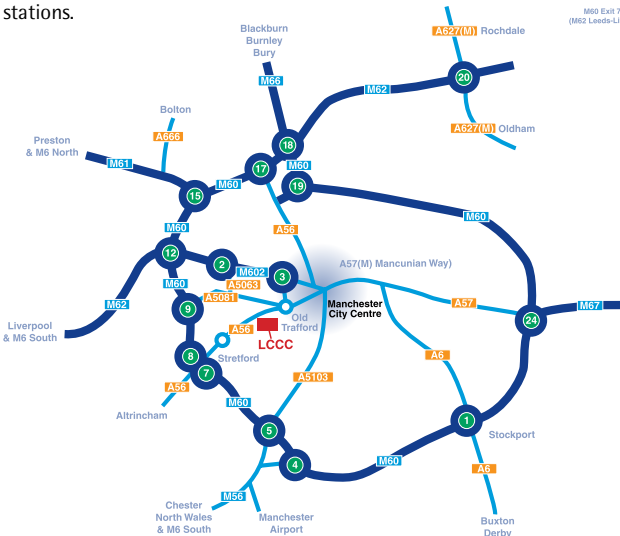 stations.
M60 Exit 7
(M62 Leeds-Li
Blackburn
Burnley
Bury
A627(M) Rochdale
20
M66
M62
Bolton
A666
A627(M) Oldham
Preston
& M6 North
M61
18
17
M60
19
M60
15
M60
M60
A56
12
2
M602
3
A57(M) Mancunian Way)
A5063
M60
A5081
M62
9
Manchester
City Centre
A57
M67
24
Old
Trafford
A56
LCCC
Liverpool
& M6 South
Stretford
8
7
A6
A5103
A56
M60
Altrincham
5
1
Stockport
4
M60
A6
M56
Chester
North Wales
& M6 South
Manchester
Airport
Buxton
Derby